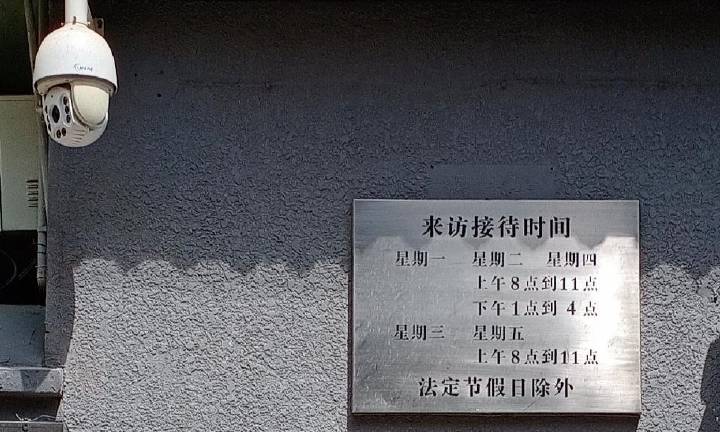 来访接待时间
星期一 星期二 星期四
上午8点到11点
下午1点到4点
星期三 星期五
上午8点到11点
法定节假日除外